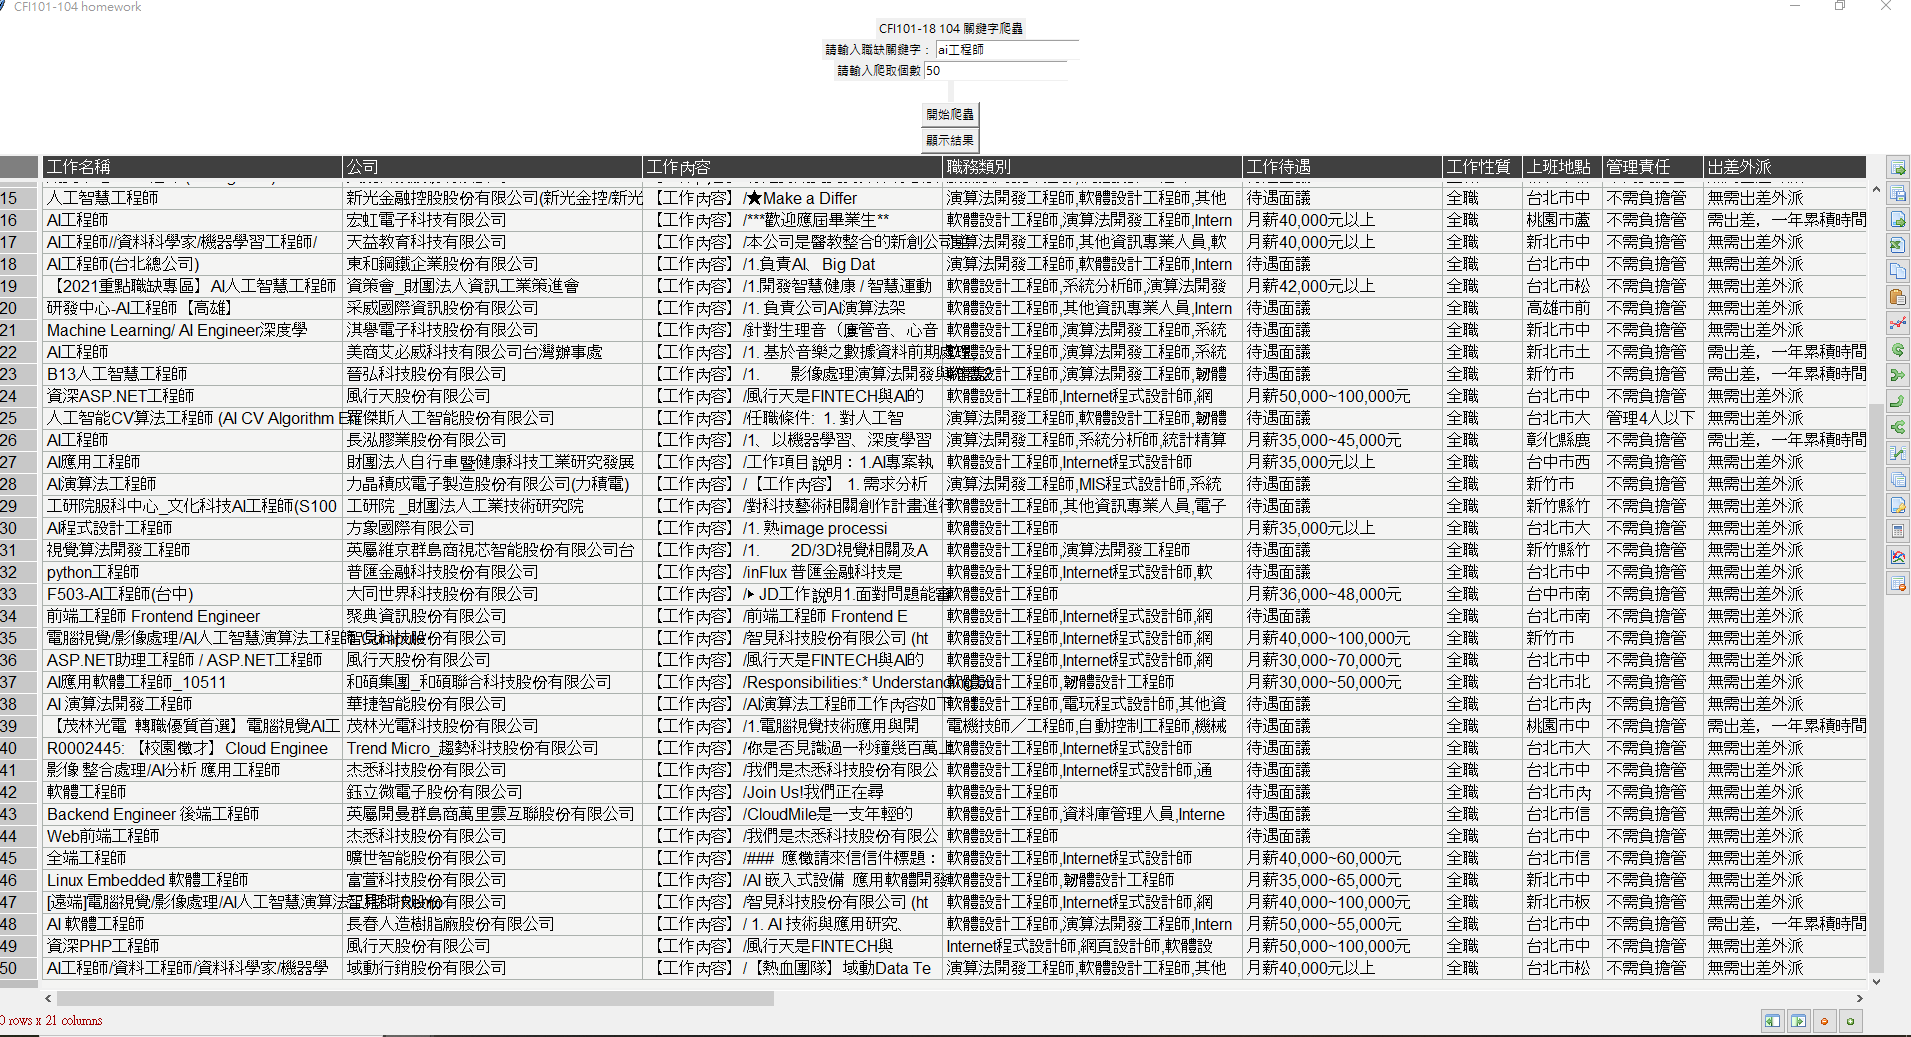 CFI101-104 homework
CFI101-18 104 關鍵字爬蟲
請輸入職缺關鍵字： ai工程師
請輸入爬取個數 50
開始爬蟲
顯示結果
工作名稱 公司 工作內容 職務類別 工作待遇 工作性質 上班地點 管理責任 出差外派
15 人工智慧工程師 新光金融控股股份有限公司(新光金控/新光 【工作內容】/★Make a Differ 演算法開發工程師,軟體設計工程師,其他 待遇面議 全職 台北市中 不需負擔管 無需出差外派
16 AI工程師 宏虹電子科技有限公司 【工作內容】/***歡迎應屆畢業生** 軟體設計工程師,演算法開發工程師,Intern 月薪40,000元以上 全職 桃園市蘆 不需負擔管 需出差，一年累積時間
17 AI工程師//資料科學家/機器學習工程師/ 天益教育科技有限公司 【工作內容】/本公司是醫教整合的新創公司 演算法開發工程師,其他資訊專業人員,軟 月薪40,000元以上 全職 新北市中 不需負擔管 無需出差外派
18 AI工程師(台北總公司) 東和鋼鐵企業股份有限公司 【工作內容】/1.負責AI、Big Dat 演算法開發工程師,軟體設計工程師,Intern 待遇面議 全職 台北市中 不需負擔管 無需出差外派
19 【2021重點職缺專區】AI人工智慧工程師 資策會_財團法人資訊工業策進會 【工作內容】/1.開發智慧健康 / 智慧運動 軟體設計工程師,系統分析師,演算法開發 月薪42,000元以上 全職 台北市松 不需負擔管 無需出差外派
20 研發中心-AI工程師【高雄】 采威國際資訊股份有限公司 【工作內容】/1. 負責公司AI演算法架 軟體設計工程師,其他資訊專業人員,Intern 待遇面議 全職 高雄市前 不需負擔管 無需出差外派
21 Machine Learning/ AI Engineer深度學 淇譽電子科技股份有限公司 【工作內容】/針對生理音（臟管音、心音 軟體設計工程師,演算法開發工程師,系統 待遇面議 全職 新北市中 不需負擔管 無需出差外派
22 AI工程師 美商艾必威科技有限公司台灣辦事處 【工作內容】/1. 基於音樂之數據資料前期處理, 軟體設計工程師,演算法開發工程師,系統 待遇面議 全職 新北市土 不需負擔管 需出差，一年累積時間
23 B13人工智慧工程師 晉弘科技股份有限公司 【工作內容】/1. 影像處理演算法開發與 軟體設計工程師,演算法開發工程師,韌體 待遇面議 全職 新竹市 不需負擔管 需出差，一年累積時間
24 資深ASP.NET工程師 風行天股份有限公司 【工作內容】/風行天是FINTECH與AI的 軟體設計工程師,Internet程式設計師,網 月薪50,000~100,000元 全職 台北市中 不需負擔管 無需出差外派
25 人工智能CV算法工程師 (AI CV Algorithm E 羅傑斯人工智能股份有限公司 【工作內容】/任職條件: 1. 對人工智 演算法開發工程師,軟體設計工程師,韌體 待遇面議 全職 台北市大 管理4人以下 無需出差外派
26 AI工程師 長泓膠業股份有限公司 【工作內容】/1、以機器學習、深度學習 演算法開發工程師,系統分析師,統計精算 月薪35,000~45,000元 全職 彰化縣鹿 不需負擔管 需出差，一年累積時間
27 AI應用工程師 財團法人自行車暨健康科技工業研究發展 【工作內容】/工作項目說明：1.AI專案執 軟體設計工程師,Internet程式設計師 月薪35,000元以上 全職 台中市西 不需負擔管 無需出差外派
28 AI演算法工程師 力晶積成電子製造股份有限公司(力積電) 【工作內容】/【工作內容】 1. 需求分析 演算法開發工程師,MIS程式設計師,系統 待遇面議 全職 新竹市 不需負擔管 無需出差外派
29 工研院服科中心_文化科技AI工程師(S100 工研院 _財團法人工業技術研究院 【工作內容】/對科技藝術相關創作計畫進行 軟體設計工程師,其他資訊專業人員,電子 待遇面議 全職 新竹縣竹 不需負擔管 無需出差外派
30 AI程式設計工程師 方象國際有限公司 【工作內容】/1. 熟image processi 軟體設計工程師 月薪35,000元以上 全職 台北市大 不需負擔管 無需出差外派
31 視覺算法開發工程師 英屬維京群島商視芯智能股份有限公司台 【工作內容】/1. 2D/3D視覺相關及A 軟體設計工程師,演算法開發工程師 待遇面議 全職 新竹縣竹 不需負擔管 無需出差外派
32 python工程師 普匯金融科技股份有限公司 【工作內容】/inFlux 普匯金融科技是 軟體設計工程師,Internet程式設計師,軟 待遇面議 全職 台北市中 不需負擔管 無需出差外派
33 F503-AI工程師(台中) 大同世界科技股份有限公司 【工作內容】/▶ JD工作說明1.面對問題能審 軟體設計工程師 月薪36,000~48,000元 全職 台中市南 不需負擔管 無需出差外派
34 前端工程師 Frontend Engineer 聚典資訊股份有限公司 【工作內容】/前端工程師 Frontend E 軟體設計工程師,Internet程式設計師,網 待遇面議 全職 台北市南 不需負擔管 無需出差外派
35 電腦視覺/影像處理/AI人工智慧演算法工程師 智見科技股份有限公司 【工作內容】/智見科技股份有限公司 (ht 軟體設計工程師,Internet程式設計師,網 月薪40,000~100,000元 全職 新竹市 不需負擔管 無需出差外派
36 ASP.NET助理工程師 / ASP.NET工程師 風行天股份有限公司 【工作內容】/風行天是FINTECH與AI的 軟體設計工程師,Internet程式設計師,網 月薪30,000~70,000元 全職 台北市中 不需負擔管 無需出差外派
37 AI應用軟體工程師_10511 和碩集團_和碩聯合科技股份有限公司 【工作內容】/Responsibilities:* Understanding 軟體設計工程師,韌體設計工程師 月薪30,000~50,000元 全職 台北市北 不需負擔管 無需出差外派
38 AI 演算法開發工程師 華捷智能股份有限公司 【工作內容】/AI演算法工程師工作內容如下 軟體設計工程師,電玩程式設計師,其他資 待遇面議 全職 台北市內 不需負擔管 無需出差外派
39 【茂林光電 轉職優質首選】電腦視覺AI工 茂林光電科技股份有限公司 【工作內容】/1.電腦視覺技術應用與開 電機技師／工程師,自動控制工程師,機械 待遇面議 全職 桃園市中 不需負擔管 需出差，一年累積時間
40 R0002445: 【校園徵才】Cloud Enginee Trend Micro_趨勢科技股份有限公司 【工作內容】/你是否見識過一秒鐘幾百萬上 軟體設計工程師,Internet程式設計師 待遇面議 全職 台北市大 不需負擔管 無需出差外派
41 影像 整合處理/AI分析 應用工程師 杰悉科技股份有限公司 【工作內容】/我們是杰悉科技股份有限公 軟體設計工程師,Internet程式設計師,通 待遇面議 全職 台北市中 不需負擔管 無需出差外派
42 軟體工程師 鈺立微電子股份有限公司 【工作內容】/Join Us!我們正在尋 軟體設計工程師 待遇面議 全職 台北市內 不需負擔管 無需出差外派
43 Backend Engineer 後端工程師 英屬開曼群島商萬里雲互聯股份有限公司 【工作內容】/CloudMile是一支年輕的 軟體設計工程師,資料庫管理人員,Interne 待遇面議 全職 台北市信 不需負擔管 無需出差外派
44 Web前端工程師 杰悉科技股份有限公司 【工作內容】/我們是杰悉科技股份有限公 軟體設計工程師 待遇面議 全職 台北市中 不需負擔管 無需出差外派
45 全端工程師 曠世智能股份有限公司 【工作內容】/### 應徵請來信信件標題： 軟體設計工程師,Internet程式設計師 月薪40,000~60,000元 全職 台北市信 不需負擔管 無需出差外派
46 Linux Embedded 軟體工程師 富萱科技股份有限公司 【工作內容】/AI 嵌入式設備 應用軟體開發 軟體設計工程師,韌體設計工程師 月薪35,000~65,000元 全職 新北市中 不需負擔管 無需出差外派
47 [遠端]電腦視覺/影像處理/AI人工智慧演算法 智見科技股份有限公司 【工作內容】/智見科技股份有限公司 (ht 軟體設計工程師,Internet程式設計師,網 月薪40,000~100,000元 全職 新北市板 不需負擔管 無需出差外派
48 AI 軟體工程師 長春人造樹脂廠股份有限公司 【工作內容】/ 1. AI 技術與應用研究、 軟體設計工程師,演算法開發工程師,Intern 月薪50,000~55,000元 全職 台北市中 不需負擔管 需出差，一年累積時間
49 資深PHP工程師 風行天股份有限公司 【工作內容】/風行天是FINTECH與 Internet程式設計師,網頁設計師,軟體設 月薪50,000~100,000元 全職 台北市中 不需負擔管 無需出差外派
50 AI工程師/資料工程師/資料科學家/機器學 域動行銷股份有限公司 【工作內容】/【熱血團隊】域動Data Te 演算法開發工程師,軟體設計工程師,其他 月薪40,000元以上 全職 台北市松 不需負擔管 無需出差外派
0 rows x 21 columns